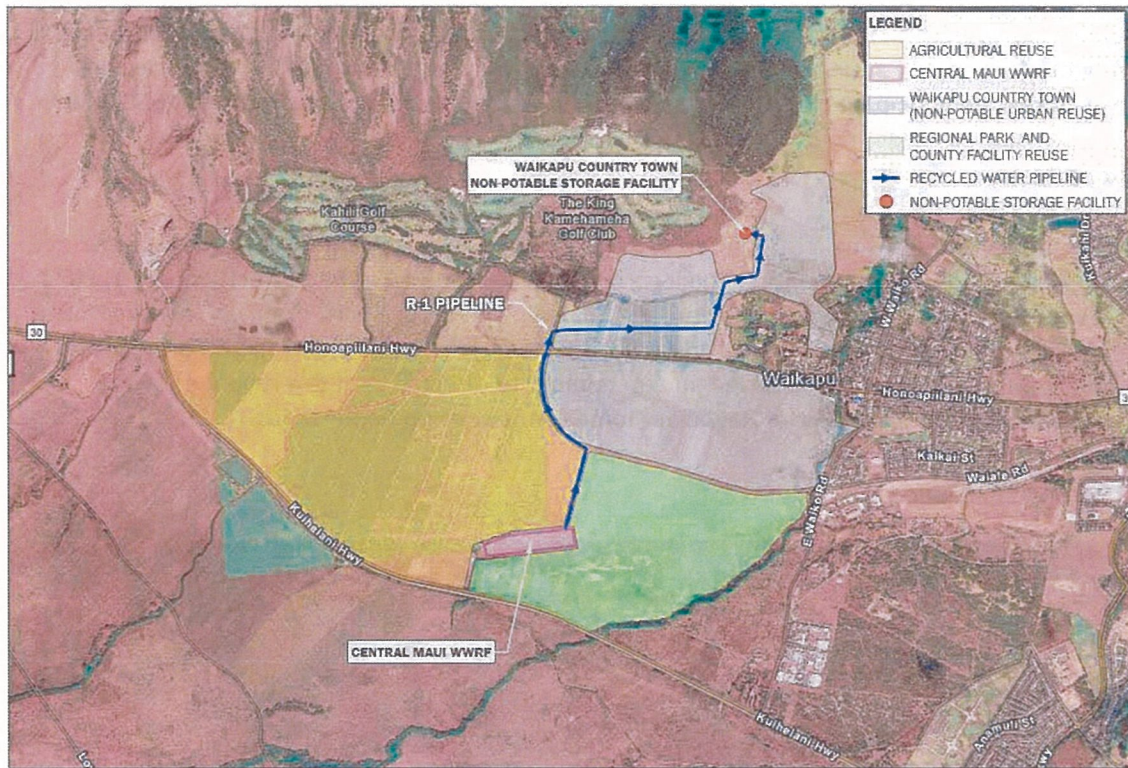 LEGEND
AGRICULTURAL REUSE
CENTRAL MAUI WWRF
WAIKAPU COUNTRY TOWN
(NON-POTABLE URBAN REUSE)
REGIONAL PARK AND
COUNTY FACILITY REUSE
RECYCLED WATER PIPELINE
NON-POTABLE STORAGE FACILITY
WAIKAPU COUNTRY TOWN
NON-POTABLE STORAGE FACILITY
Kahili Golf
Course
The King
Kamehameha
Golf Club
W Waiko Rd
R-1 PIPELINE
30
Honoapiilani Hwy
Waikapu
Honoapiilani Hwy
Kaikai St
Waiale Rd
E Waiko Rd
Kuihelani Hwy
CENTRAL MAUI WWRF
Kuihelani Hwy
Anamuli St